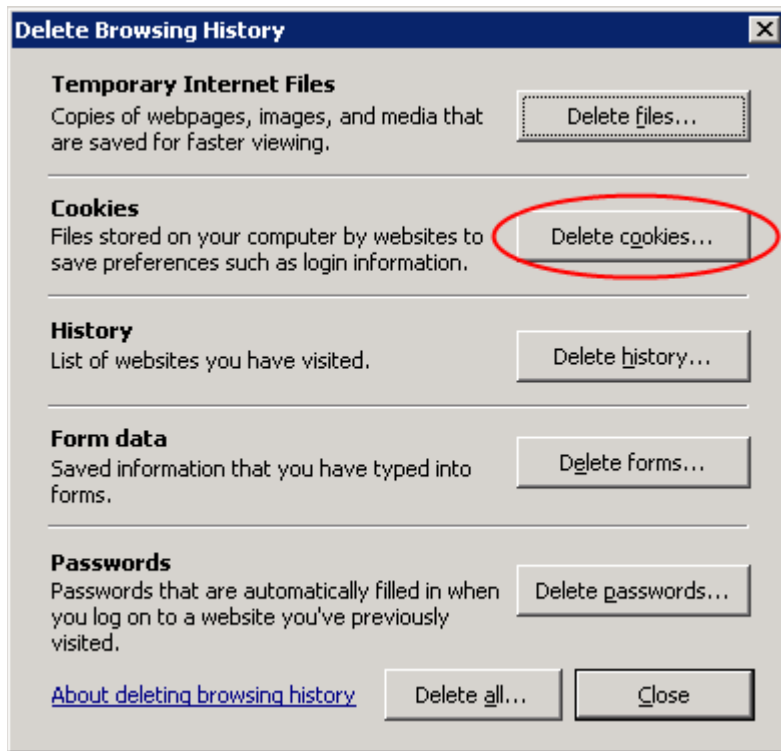 Delete Browsing History
Temporary Internet Files
Copies of webpages, images, and media that
are saved for faster viewing.
Delete files...
Cookies
Files stored on your computer by websites to
save preferences such as login information.
Delete cookies...
History
List of websites you have visited.
Delete history...
Form data
Saved information that you have typed into
forms.
Delete forms...
Passwords
Passwords that are automatically filled in when
you log on to a website you've previously
visited.
Delete passwords...
About deleting browsing history
Delete all...
Close